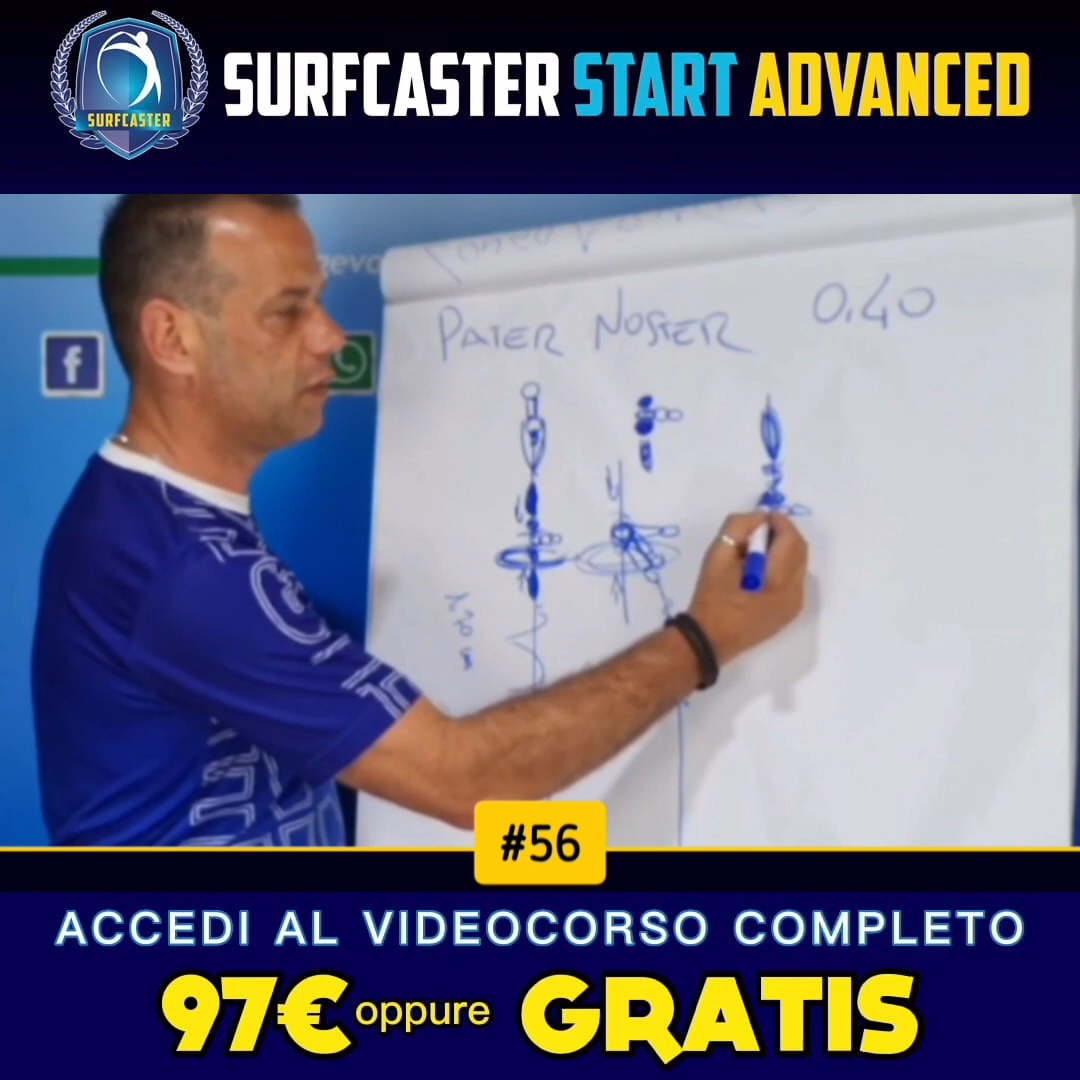 SURFCASTER START ADVANCED
SURFCASTER
PATER NOSTER 0.40
#56
ACCEDI AL VIDEOCORSO COMPLETO
97€ oppure GRATIS